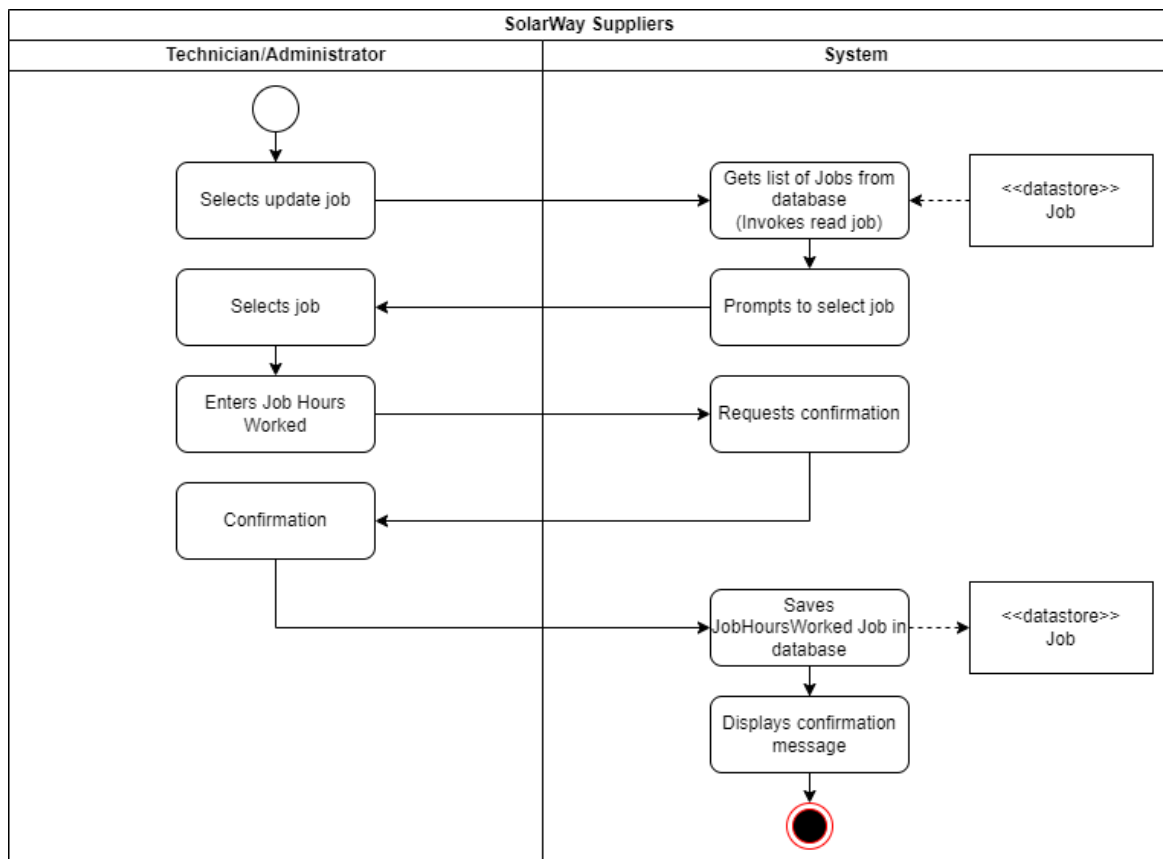 SolarWay Suppliers
Technician/Administrator
System
Selects update job
Gets list of Jobs from
database
(Invokes read job)
<<datastore>>
Job
Selects job
Prompts to select job
Enters Job Hours
Worked
Requests confirmation
Confirmation
Saves
JobHoursWorked Job in
database
<<datastore>>
Job
Displays confirmation
message